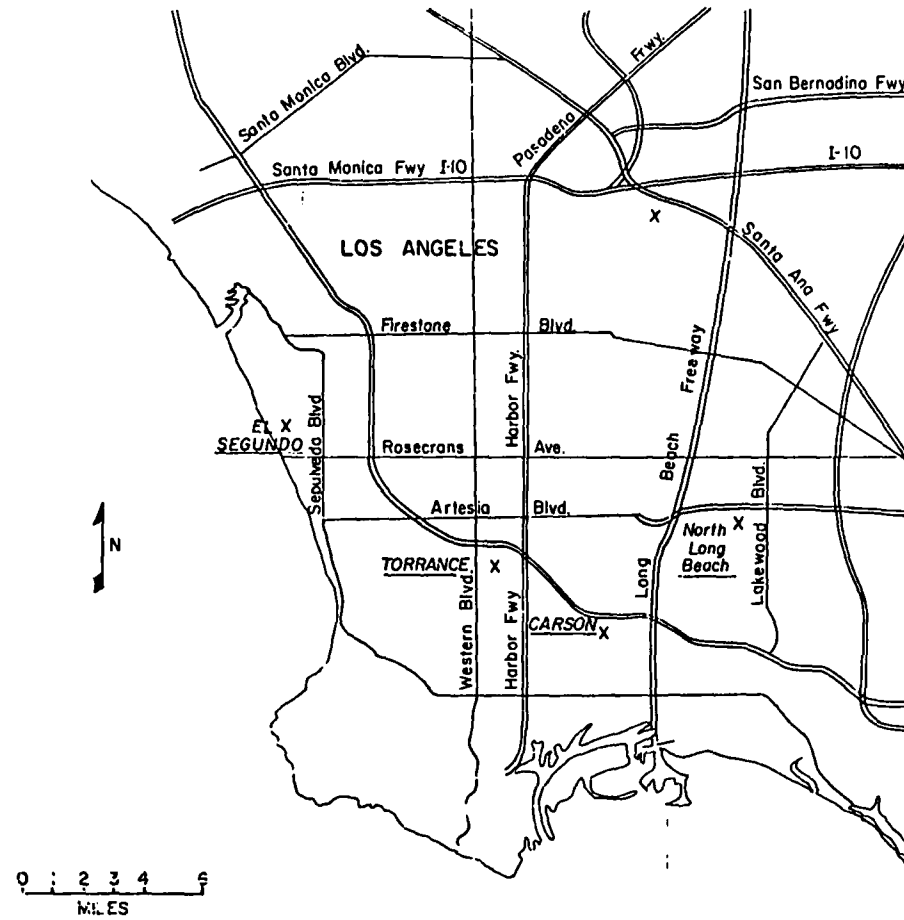 Frwy.
Santa Monica Blvd.
San Bernadino Fwy
Pasadena
Santa Monica Fwy I-10
I-10
X
LOS ANGELES
Santa Ana Fwy
Firestone Blvd.
Harbor Fwy.
Freeway
EL X
SEGUNDO
Sepulvedo Blvd
Rosecrans Ave.
Beach
Lakewood Blvd.
Artesia Blvd.
North X
Long
Beach
N
TORRANCE X
Long
Western Blvd.
Harbor Fwy
CARSON X
0 1 2 3 4 6
MILES